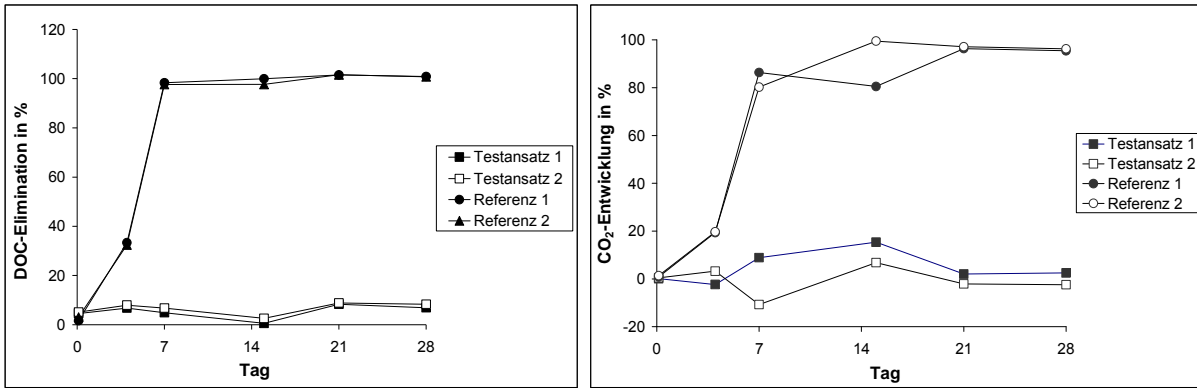 DOC-Elimination in %
120
100
80
60
40
20
0
0 7 14 21 28
Tag
Testansatz 1
Testansatz 2
Referenz 1
Referenz 2
CO₂-Entwicklung in %
100
80
60
40
20
0
-20
0 7 14 21 28
Tag
Testansatz 1
Testansatz 2
Referenz 1
Referenz 2